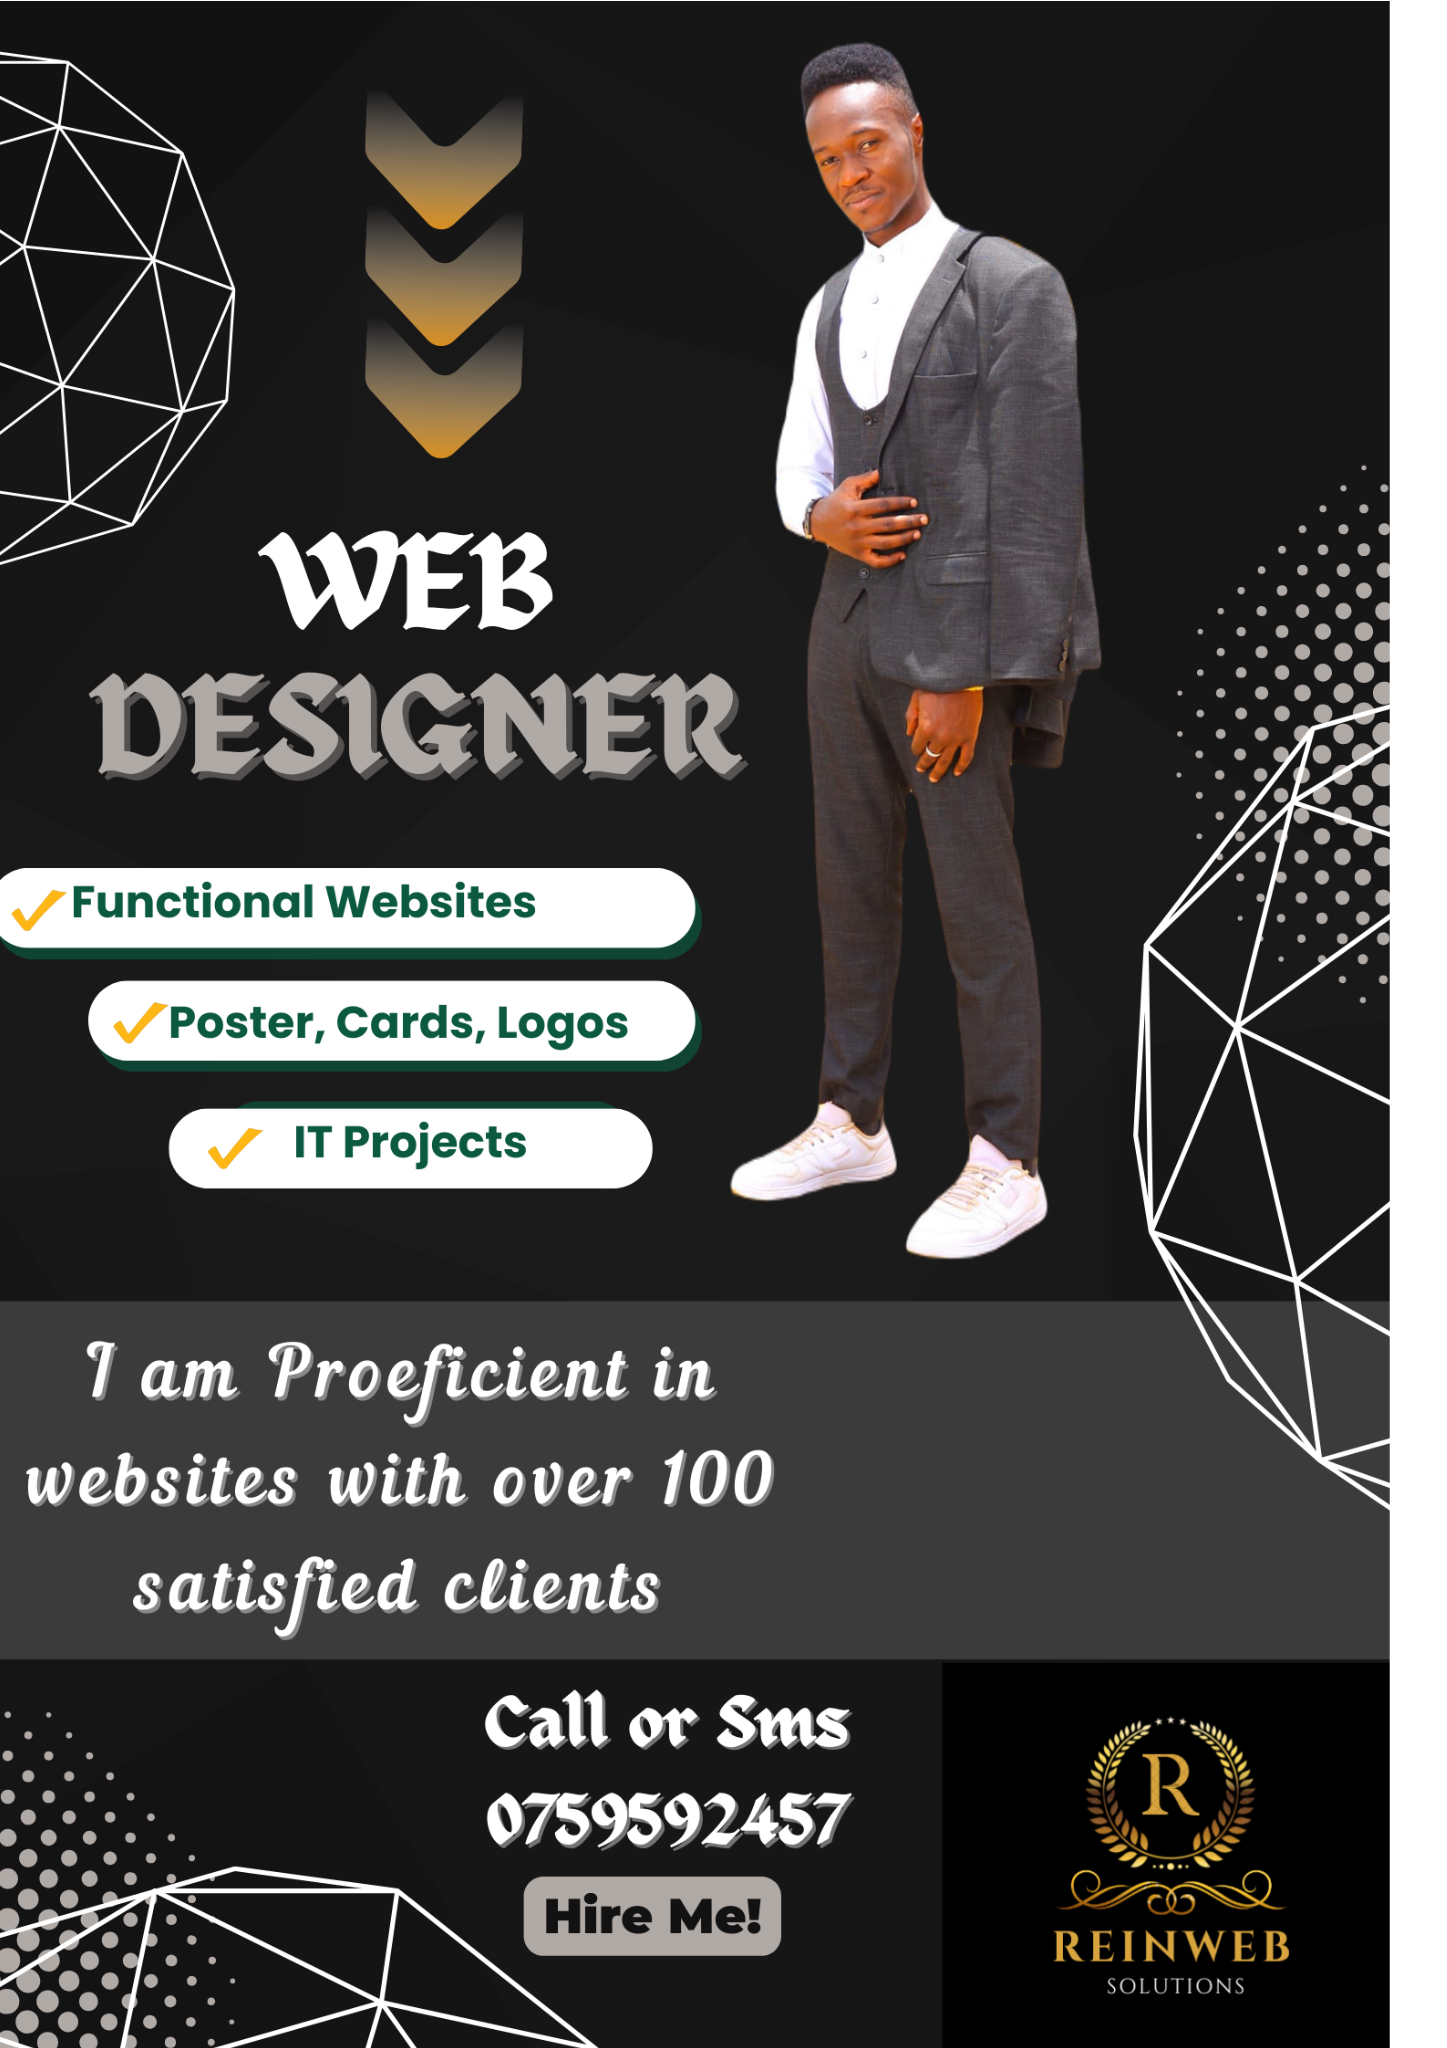 WEB
DESIGNER
Functional Websites
Poster, Cards, Logos
IT Projects
I am Proeficient in
websites with over 100
satisfied clients
Call or Sms
0759592457
Hire Me!
R
REINWEB
SOLUTIONS